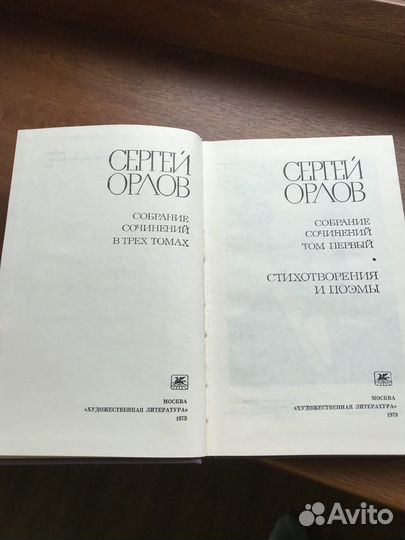 СЕРГЕЙ
ОРЛОВ
СОБРАНИЕ
СОЧИНЕНИЙ
В ТРЕХ ТОМАХ
МОСКВА
«ХУДОЖЕСТВЕННАЯ ЛИТЕРАТУРА»
1979
СЕРГЕЙ
ОРЛОВ
СОБРАНИЕ
СОЧИНЕНИЙ
ТОМ ПЕРВЫЙ
•
СТИХОТВОРЕНИЯ
И ПОЭМЫ
МОСКВА
«ХУДОЖЕСТВЕННАЯ ЛИТЕРАТУРА»
1979
Avito